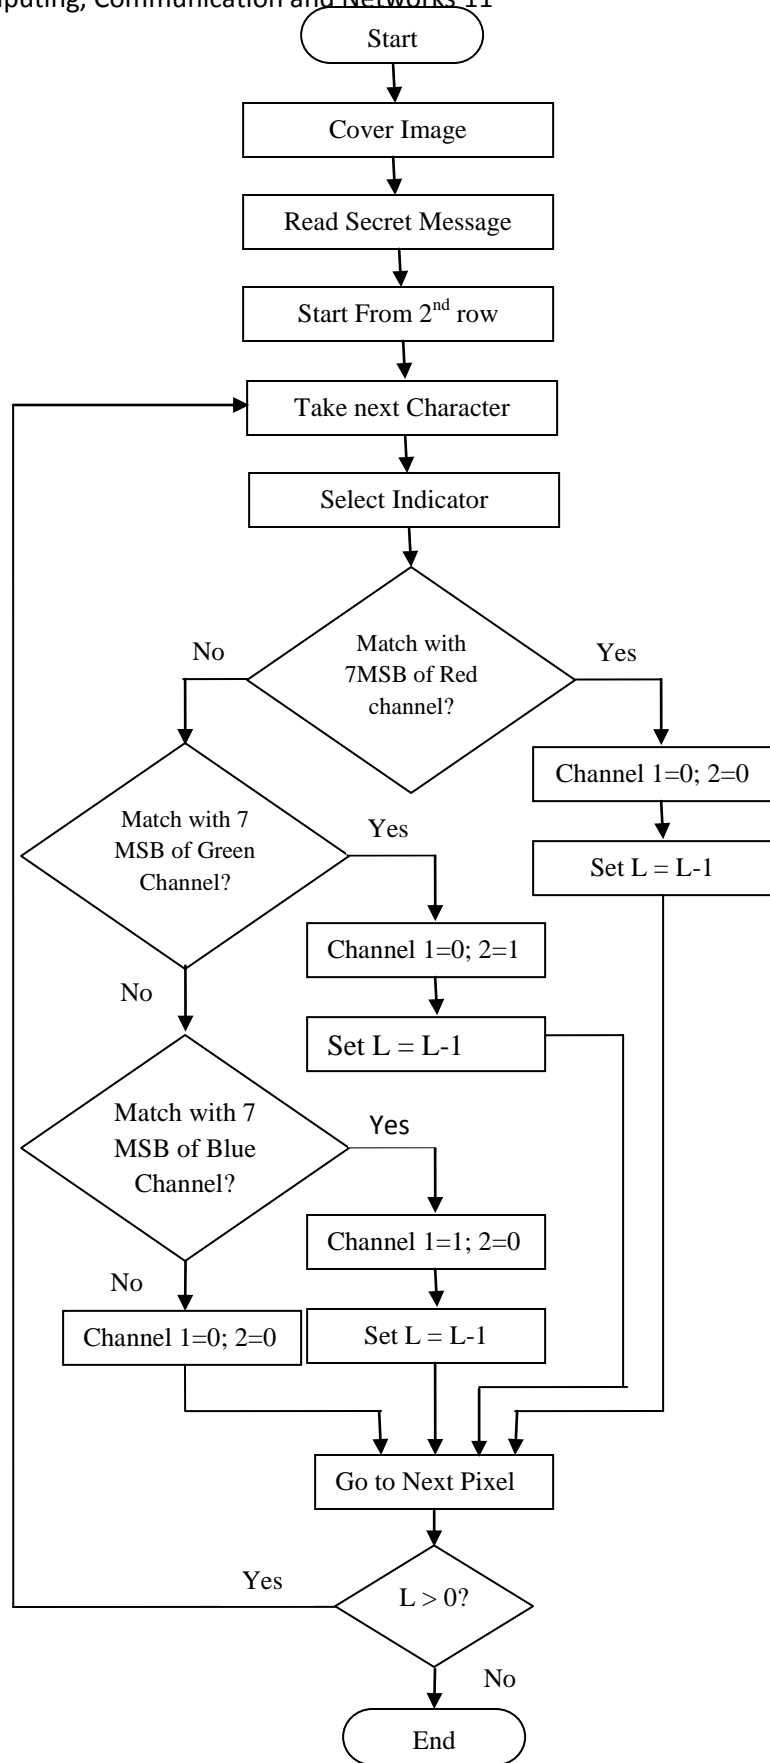 puting, Communication and Networks 11
Start
Cover Image
Read Secret Message
Start From 2nd row
Take next Character
Select Indicator
Match with
7MSB of Red
channel?
No
Yes
Channel 1=0; 2=0
Set L = L-1
Match with 7
MSB of Green
Channel?
Yes
Channel 1=0; 2=1
No
Set L = L-1
Match with 7
MSB of Blue
Channel?
Yes
Channel 1=1; 2=0
No
Channel 1=0; 2=0
Set L = L-1
Go to Next Pixel
L > 0?
Yes
No
End